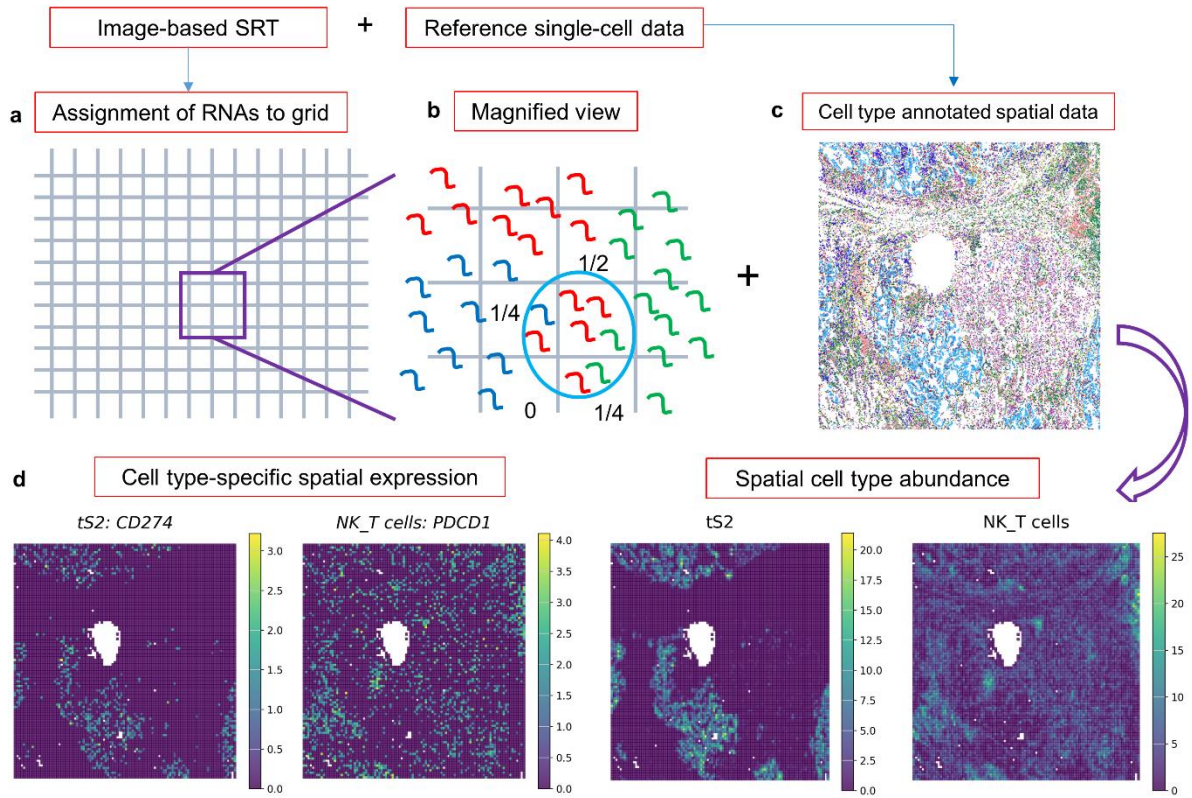 Image-based SRT
+
Reference single-cell data
a
Assignment of RNAs to grid
b
Magnified view
c
Cell type annotated spatial data
1/2
1/4
0
1/4
+
d
Cell type-specific spatial expression
Spatial cell type abundance
tS2: CD274
NK_T cells: PDCD1
tS2
NK_T cells
3.0
2.5
2.0
1.5
1.0
0.5
0.0
4.0
3.5
3.0
2.5
2.0
1.5
1.0
0.5
0.0
20.0
17.5
15.0
12.5
10.0
7.5
5.0
2.5
0.0
25
20
15
10
5
0